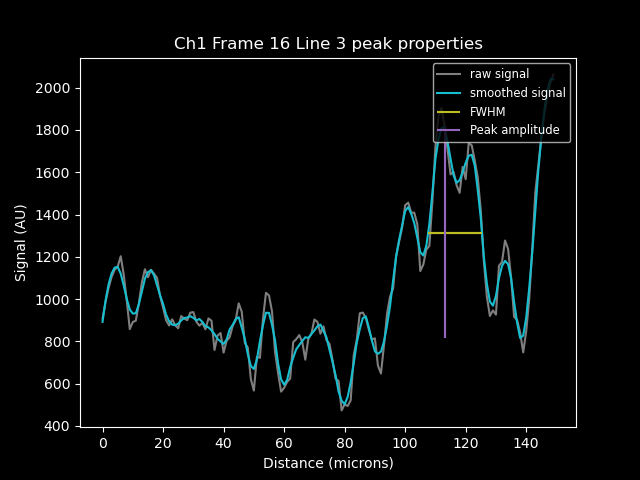 Ch1 Frame 16 Line 3 peak properties
raw signal
smoothed signal
FWHM
Peak amplitude
Signal (AU)
2000
1800
1600
1400
1200
1000
800
600
400
0 20 40 60 80 100 120 140
Distance (microns)